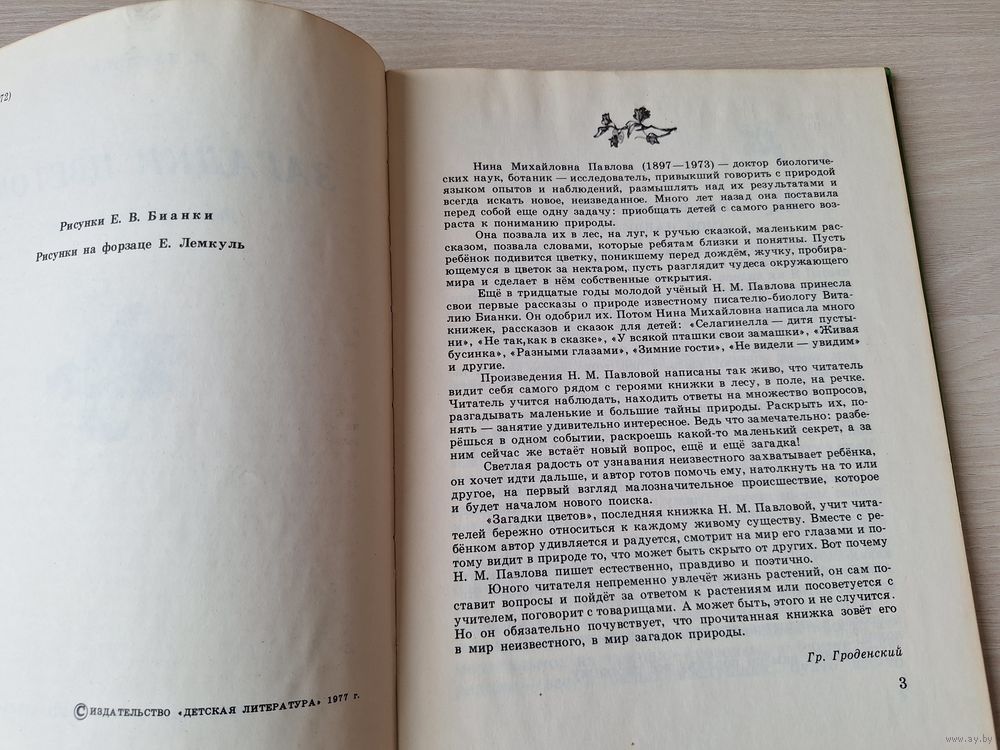 72)
Рисунки Е. В. Бианки
Рисунки на форзаце Е. Лемкуль
© ИЗДАТЕЛЬСТВО «ДЕТСКАЯ ЛИТЕРАТУРА» 1977 г.
Нина Михайловна Павлова (1897—1973) — доктор биологиче-
ских наук, ботаник — исследователь, привыкший говорить с природой
языком опытов и наблюдений, размышлять над их результатами и
всегда искать новое, неизведанное. Много лет назад она поставила
перед собой еще одну задачу: приобщать детей с самого раннего воз-
раста к пониманию природы.
Она позвала их в лес, на луг, к ручью сказкой, маленьким рас-
сказом, позвала словами, которые ребятам близки и понятны. Пусть
ребёнок подивится цветку, поникшему перед дождём, жучку, пробира-
ющемуся в цветок за нектаром, пусть разглядит чудеса окружающего
мира и сделает в нём собственные открытия.
Ещё в тридцатые годы молодой учёный Н. М. Павлова принесла
свои первые рассказы о природе известному писателю-биологу Вита-
лию Бианки. Он одобрил их. Потом Нина Михайловна написала много
книжек, рассказов и сказок для детей: «Селагинелла — дитя пусты-
ни», «Не так, как в сказке», «У всякой пташки свои замашки», «Живая
бусинка», «Разными глазами», «Зимние гости», «Не видели — увидим»
и другие.
Произведения Н. М. Павловой написаны так живо, что читатель
видит себя самого рядом с героями книжки в лесу, в поле, на речке.
Читатель учится наблюдать, находить ответы на множество вопросов,
разгадывать маленькие и большие тайны природы. Раскрыть их, по-
нять — занятие удивительно интересное. Ведь что замечательно: разбе-
рёшься в одном событии, раскроешь какой-то маленький секрет, а за
ним сейчас же встаёт новый вопрос, ещё и ещё загадка!
Светлая радость от узнавания неизвестного захватывает ребёнка,
он хочет идти дальше, и автор готов помочь ему, натолкнуть на то или
другое, на первый взгляд малозначительное происшествие, которое
и будет началом нового поиска.
«Загадки цветов», последняя книжка Н. М. Павловой, учит чита-
телей бережно относиться к каждому живому существу. Вместе с ре-
бёнком автор удивляется и радуется, смотрит на мир его глазами и по-
тому видит в природе то, что может быть скрыто от других. Вот почему
Н. М. Павлова пишет естественно, правдиво и поэтично.
Юного читателя непременно увлечёт жизнь растений, он сам по-
ставит вопросы и пойдёт за ответом к растениям или посоветуется с
учителем, поговорит с товарищами. А может быть, этого и не случится.
Но он обязательно почувствует, что прочитанная книжка зовёт его
в мир неизвестного, в мир загадок природы.
Гр. Гроденский
3
www.ay.by